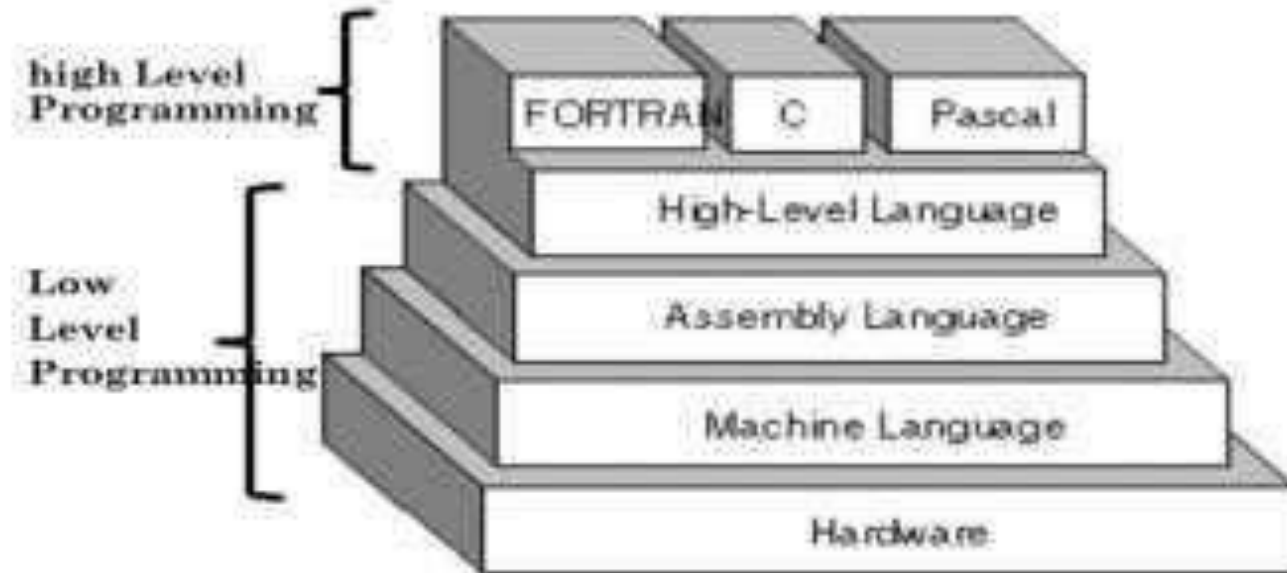 high Level
Programming
FORTRAN
C
Pascal
High-Level Language
Low
Level
Programming
Assembly Language
Machine Language
Hardware